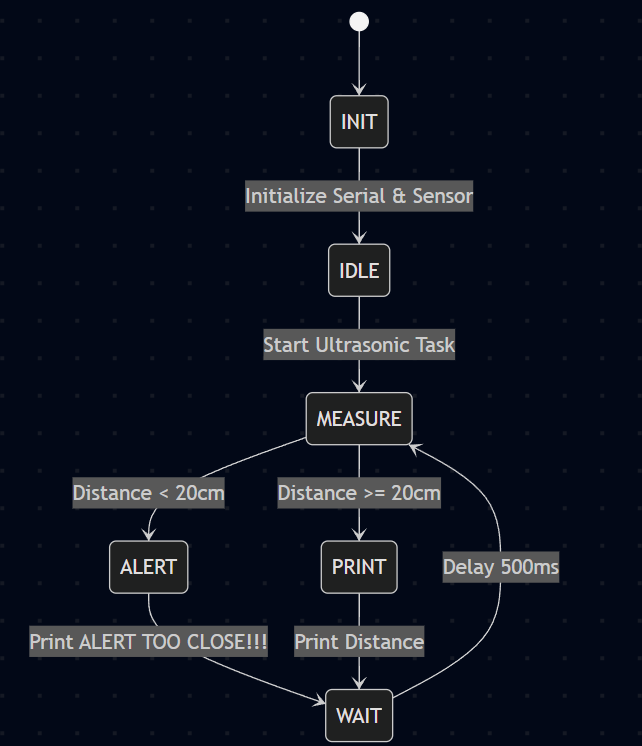 INIT
Initialize Serial & Sensor
IDLE
Start Ultrasonic Task
MEASURE
Distance < 20cm
Distance >= 20cm
ALERT
PRINT
Delay 500ms
Print ALERT TOO CLOSE!!!
Print Distance
WAIT